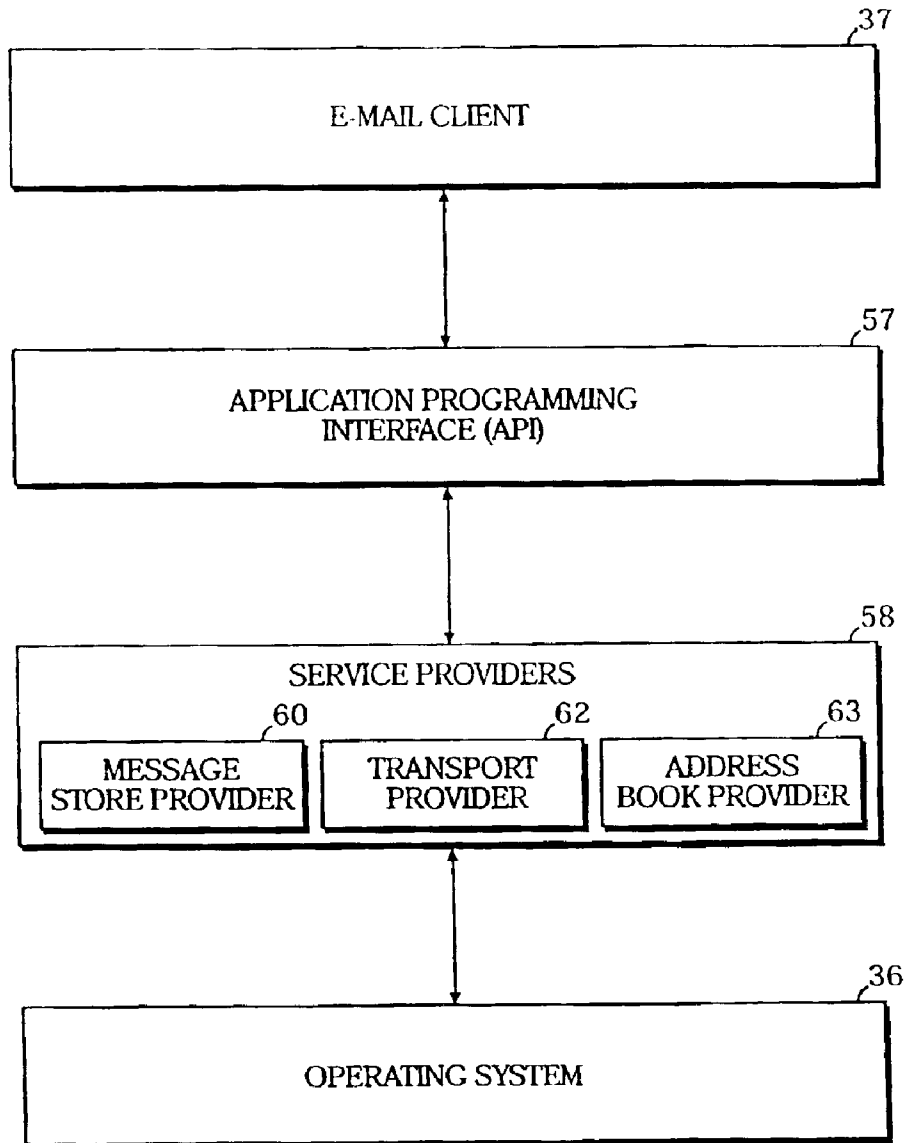 37
E-MAIL CLIENT
57
APPLICATION PROGRAMMING
INTERFACE (API)
58
SERVICE PROVIDERS
60
MESSAGE
STORE PROVIDER
62
TRANSPORT
PROVIDER
63
ADDRESS
BOOK PROVIDER
36
OPERATING SYSTEM